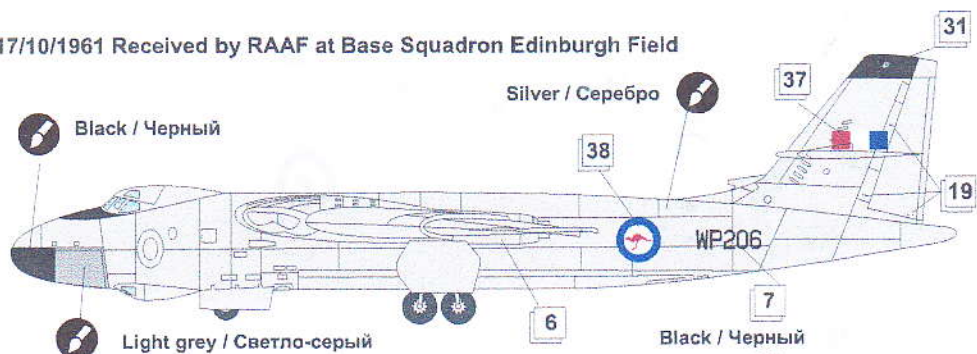 17/10/1961 Received by RAAF at Base Squadron Edinburgh Field
31
19
37
Silver / Серебро
Black / Черный
38
19
WP206
6
7
Light grey / Светло-серый
Black / Черный